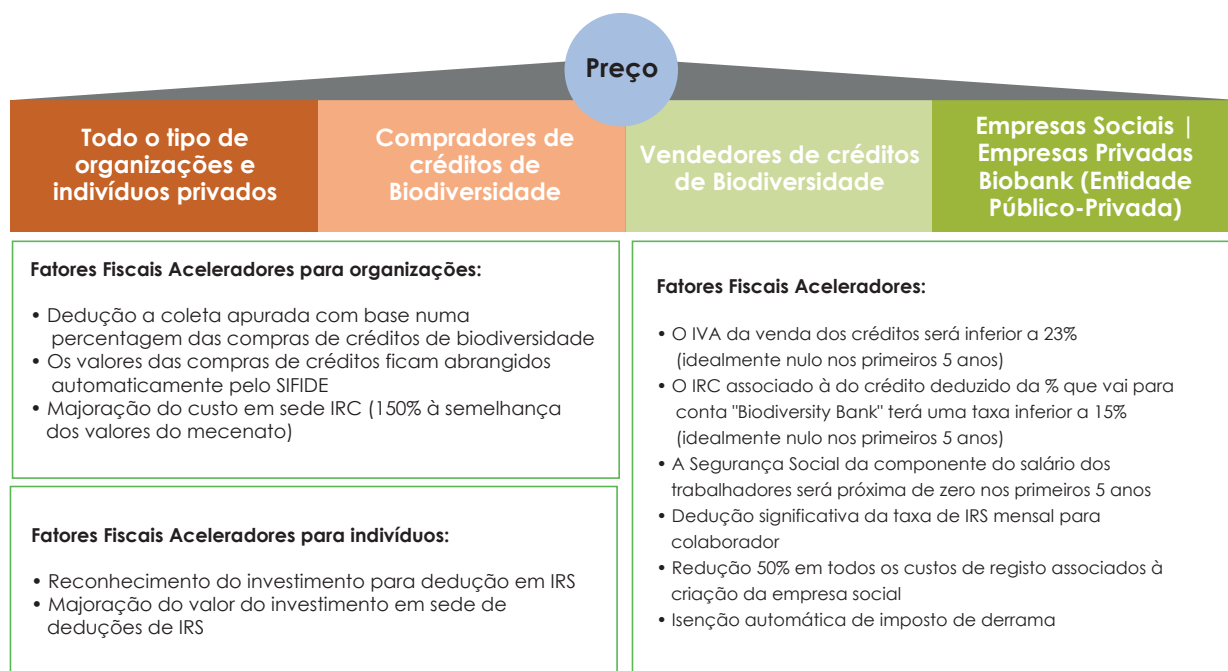 Preço
Todo o tipo de
organizações e
indivíduos privados
Compradores de
créditos de
Biodiversidade
Vendedores de créditos
de Biodiversidade
Empresas Sociais |
Empresas Privadas
Biobank (Entidade
Público-Privada)
Fatores Fiscais Aceleradores para organizações:
• Dedução a coleta apurada com base numa
percentagem das compras de créditos de biodiversidade
• Os valores das compras de créditos ficam abrangidos
automaticamente pelo SIFIDE
• Majoração do custo em sede IRC (150% à semelhança
dos valores do mecenato)
Fatores Fiscais Aceleradores para indivíduos:
• Reconhecimento do investimento para dedução em IRS
• Majoração do valor do investimento em sede de
deduções de IRS
Fatores Fiscais Aceleradores:
• O IVA da venda dos créditos será inferior a 23%
(idealmente nulo nos primeiros 5 anos)
• O IRC associado à do crédito deduzido da % que vai para
conta "Biodiversity Bank" terá uma taxa inferior a 15%
(idealmente nulo nos primeiros 5 anos)
• A Segurança Social da componente do salário dos
trabalhadores será próxima de zero nos primeiros 5 anos
• Dedução significativa da taxa de IRS mensal para
colaborador
• Redução 50% em todos os custos de registo associados à
criação da empresa social
• Isenção automática de imposto de derrama